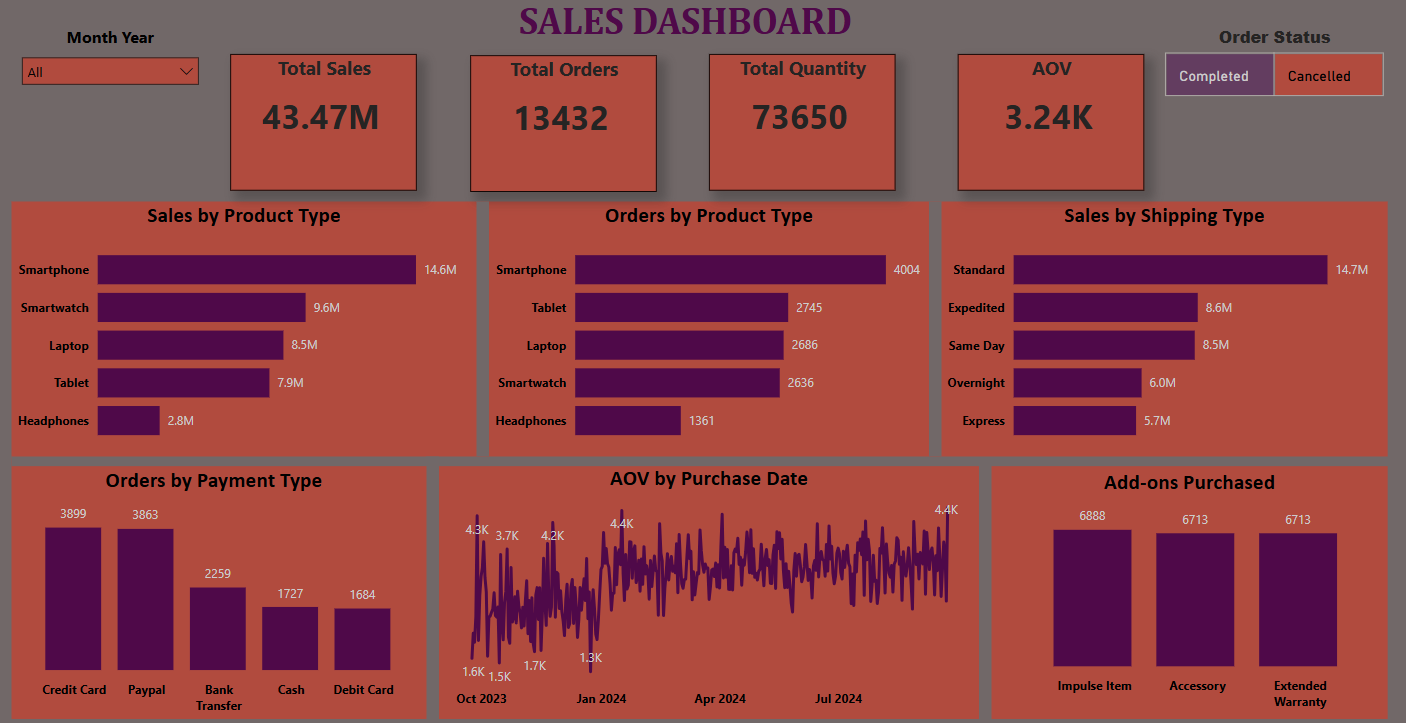 SALES DASHBOARD
Month Year
All
Order Status
Completed
Cancelled
Total Sales
43.47M
Total Orders
13432
Total Quantity
73650
AOV
3.24K
Sales by Product Type
Smartphone 14.6M
Smartwatch 9.6M
Laptop 8.5M
Tablet 7.9M
Headphones 2.8M
Orders by Product Type
Smartphone 4004
Tablet 2745
Laptop 2686
Smartwatch 2636
Headphones 1361
Sales by Shipping Type
Standard 14.7M
Expedited 8.6M
Same Day 8.5M
Overnight 6.0M
Express 5.7M
Orders by Payment Type
3899 3863 2259 1727 1684
Credit Card Paypal Bank Cash Debit Card
Transfer
AOV by Purchase Date
4.3K 3.7K 4.2K 4.4K 4.4K
1.6K 1.5K 1.7K 1.3K
Oct 2023 Jan 2024 Apr 2024 Jul 2024
Add-ons Purchased
6888 6713 6713
Impulse Item Accessory Extended
Warranty